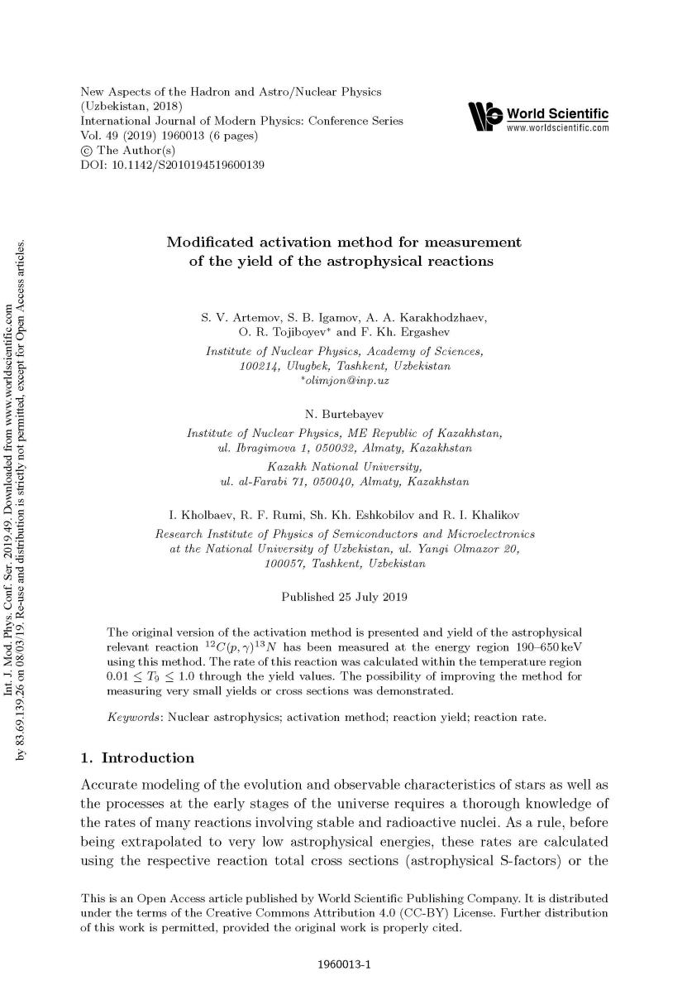 New Aspects of the Hadron and Astro/Nuclear Physics
(Uzbekistan, 2018)
International Journal of Modern Physics: Conference Series
Vol. 49 (2019) 1960013 (6 pages)
© The Author(s)
DOI: 10.1142/S2010194519600139
World Scientific
www.worldscientific.com
Modificated activation method for measurement
of the yield of the astrophysical reactions
S. V. Artemov, S. B. Igamov, A. A. Karakhodzhaev,
O. R. Tojiboyev* and F. Kh. Ergashev
Institute of Nuclear Physics, Academy of Sciences,
100214, Ulugbek, Tashkent, Uzbekistan
*olimjon@inp.uz
N. Burtebayev
Institute of Nuclear Physics, ME Republic of Kazakhstan,
ul. Ibragimova 1, 050032, Almaty, Kazakhstan
Kazakh National University,
ul. al-Farabi 71, 050040, Almaty, Kazakhstan
I. Kholbaev, R. F. Rumi, Sh. Kh. Eshkobilov and R. I. Khalikov
Research Institute of Physics of Semiconductors and Microelectronics
at the National University of Uzbekistan, ul. Yangi Olmazor 20,
100057, Tashkent, Uzbekistan
Published 25 July 2019
The original version of the activation method is presented and yield of the astrophysical
relevant reaction ¹²C(p, γ)¹³N has been measured at the energy region 190–650 keV
using this method. The rate of this reaction was calculated within the temperature region
0.01 ≤ T₉ ≤ 1.0 through the yield values. The possibility of improving the method for
measuring very small yields or cross sections was demonstrated.
Keywords: Nuclear astrophysics; activation method; reaction yield; reaction rate.
1. Introduction
Accurate modeling of the evolution and observable characteristics of stars as well as
the processes at the early stages of the universe requires a thorough knowledge of
the rates of many reactions involving stable and radioactive nuclei. As a rule, before
being extrapolated to very low astrophysical energies, these rates are calculated
using the respective reaction total cross sections (astrophysical S-factors) or the
This is an Open Access article published by World Scientific Publishing Company. It is distributed
under the terms of the Creative Commons Attribution 4.0 (CC-BY) License. Further distribution
of this work is permitted, provided the original work is properly cited.
1960013-1
Int. J. Mod. Phys. Conf. Ser. 2019.49. Downloaded from www.worldscientific.com
by 83.69.139.26 on 08/03/19. Re-use and distribution is strictly not permitted, except for Open Access articles.